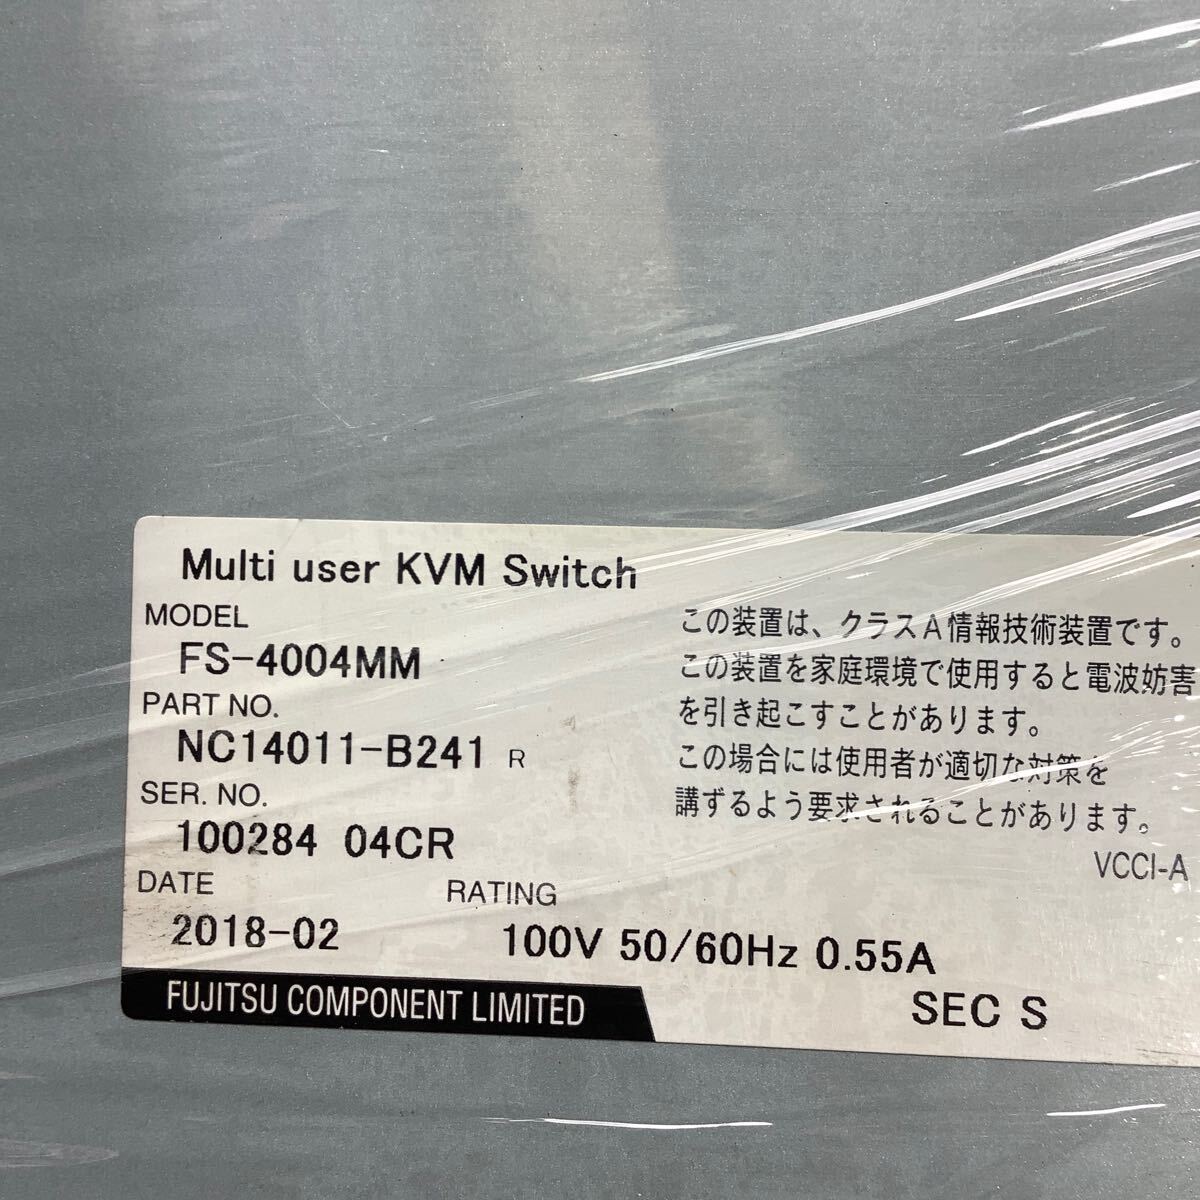 Multi user KVM Switch
MODEL
FS-4004MM
PART NO.
NC14011-B241 R
SER. NO.
100284 04CR
DATE
2018-02
RATING
100V 50/60Hz 0.55A
FUJITSU COMPONENT LIMITED
SEC S
この装置は、クラスA情報技術装置です。
この装置を家庭環境で使用すると電波妨害
を引き起こすことがあります。
この場合には使用者が適切な対策を
講ずるよう要求されることがあります。
VCCI-A